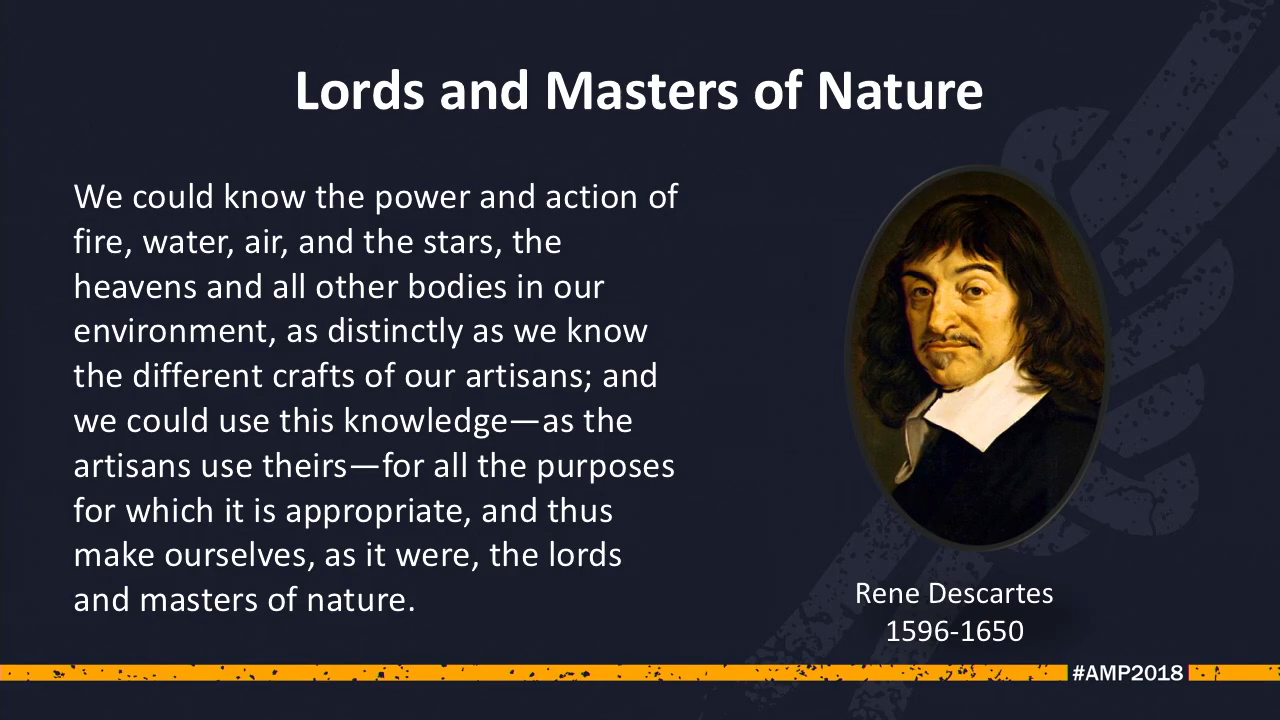 Lords and Masters of Nature
We could know the power and action of
fire, water, air, and the stars, the
heavens and all other bodies in our
environment, as distinctly as we know
the different crafts of our artisans; and
we could use this knowledge—as the
artisans use theirs—for all the purposes
for which it is appropriate, and thus
make ourselves, as it were, the lords
and masters of nature.
Rene Descartes
1596-1650
#AMP2018